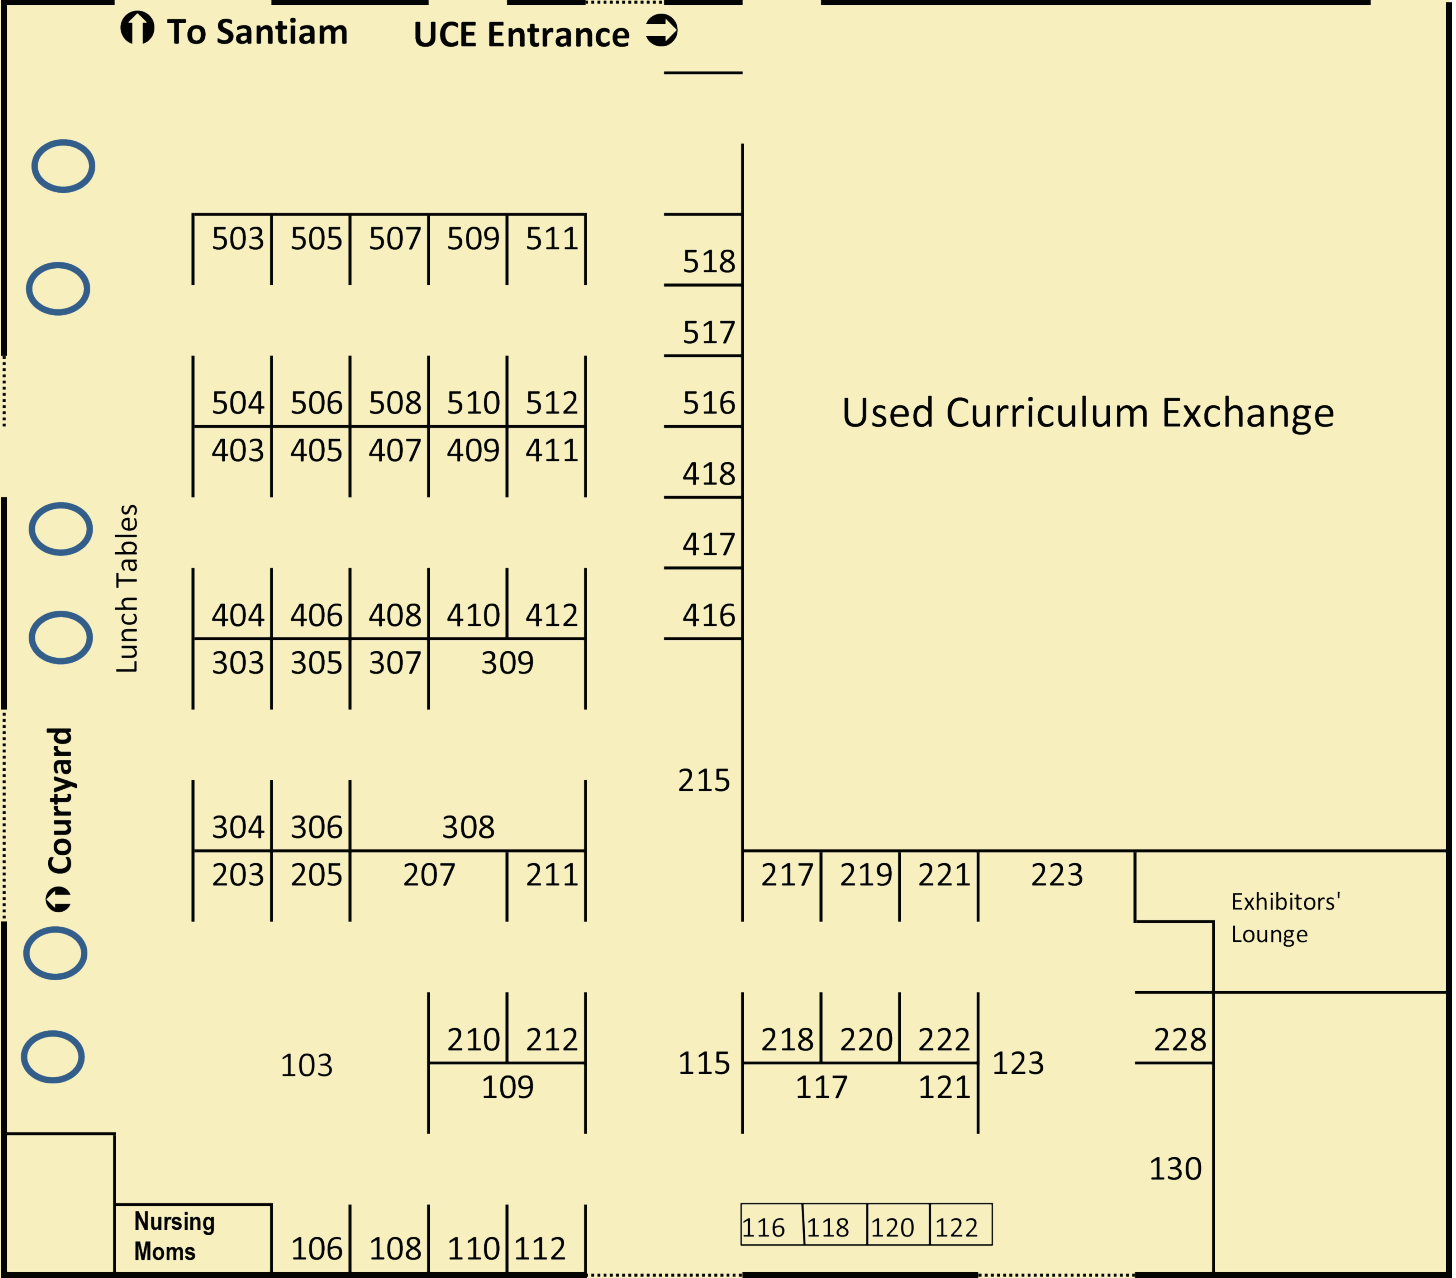 To Santiam
UCE Entrance
503 505 507 509 511
518
517
504 506 508 510 512
516
403 405 407 409 411
418
Used Curriculum Exchange
Lunch Tables
417
404 406 408 410 412
416
303 305 307 309
Courtyard
215
304 306 308
203 205 207 211
217 219 221 223
Exhibitors'
Lounge
210 212
218 220 222
228
103
115
123
109
117 121
130
Nursing
Moms
106 108 110 112
116 118 120 122